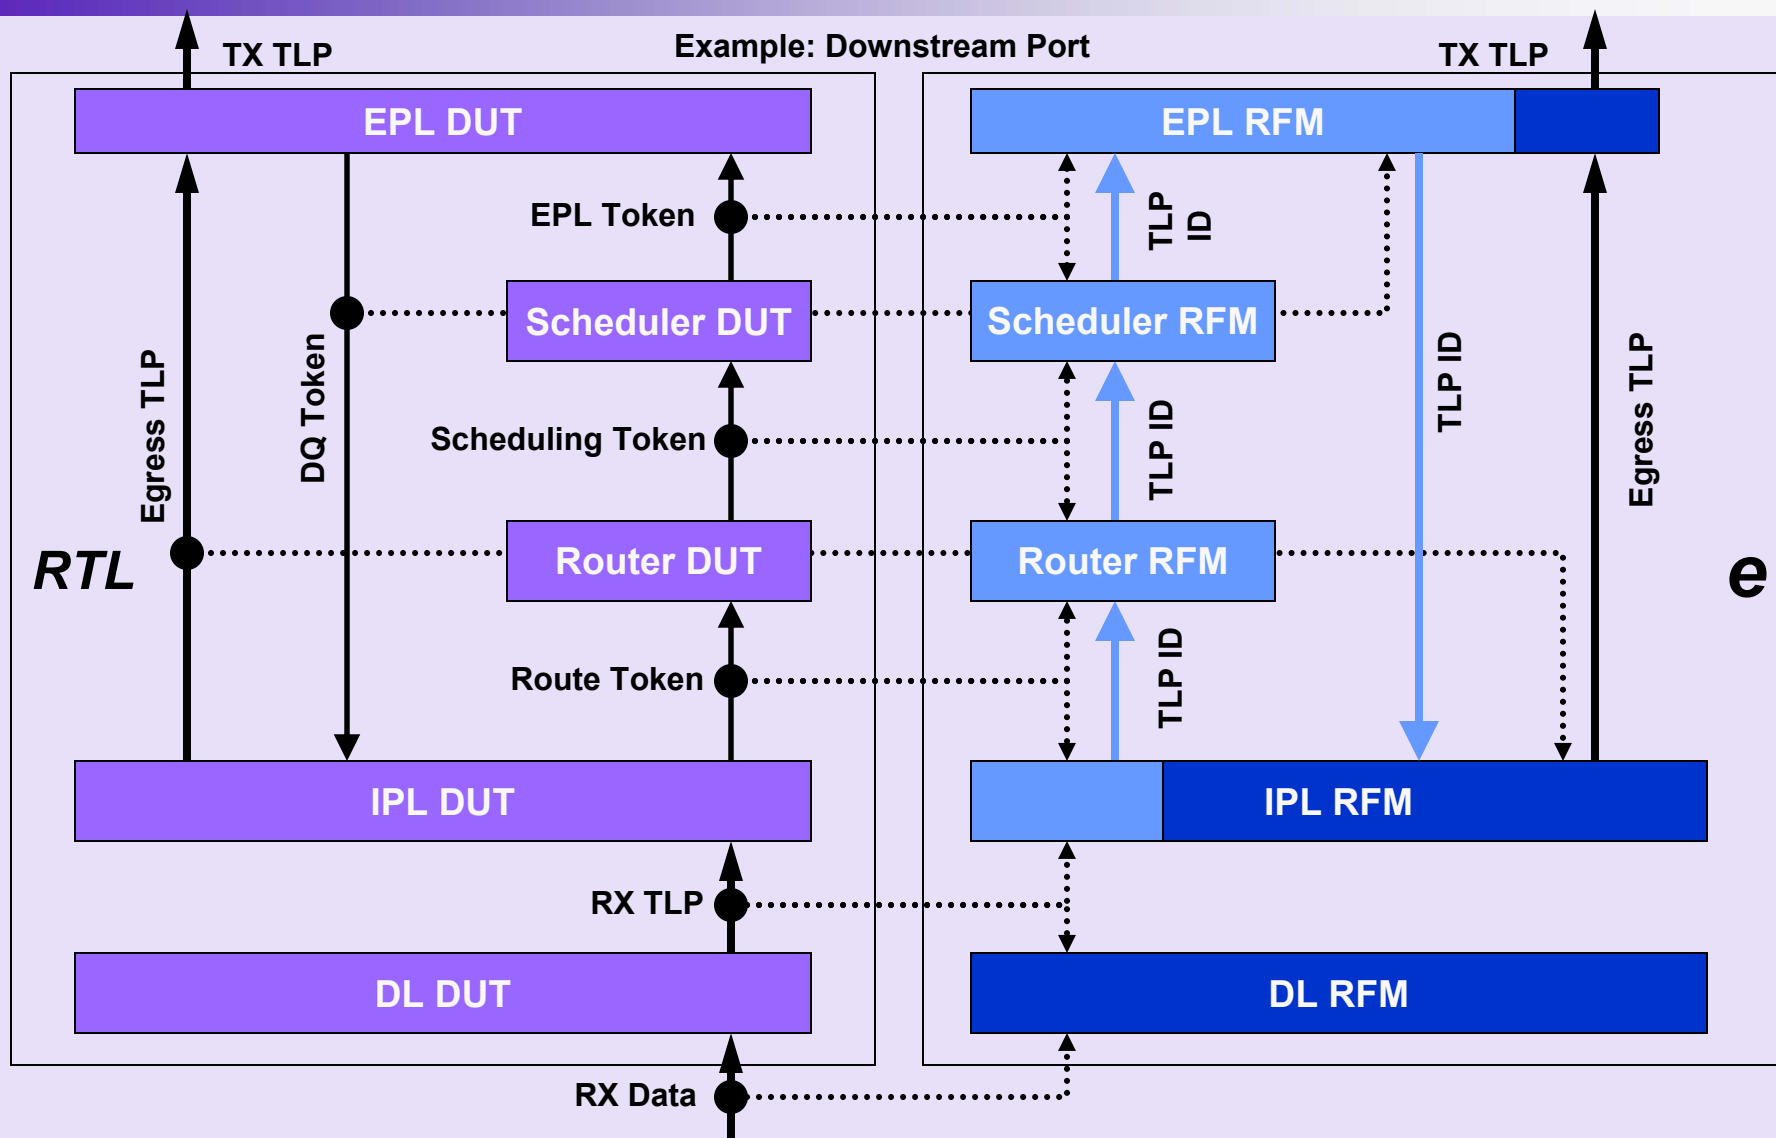 Example: Downstream Port
TX TLP
TX TLP
EPL DUT
EPL RFM
EPL Token
TLP
ID
Scheduler DUT
Scheduler RFM
Egress TLP
DQ Token
Scheduling Token
TLP ID
TLP ID
Egress TLP
RTL
Router DUT
Router RFM
e
Route Token
TLP ID
IPL DUT
IPL RFM
RX TLP
DL DUT
DL RFM
RX Data